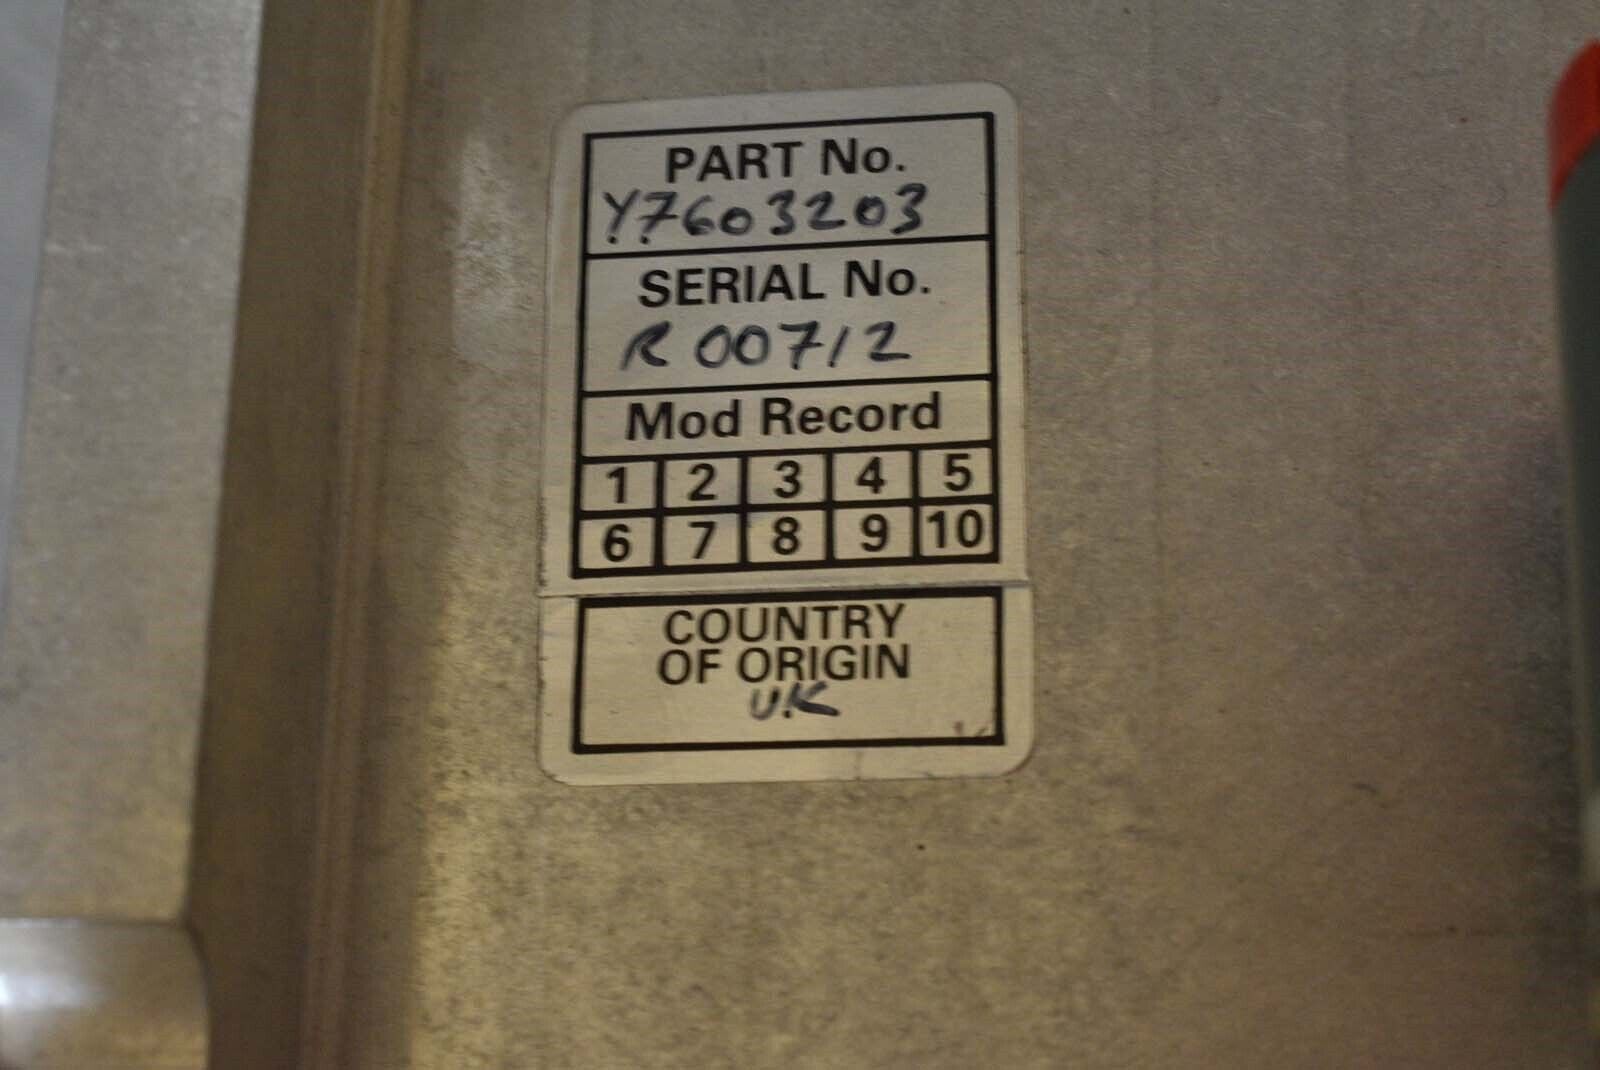 PART No.
Y7603203
SERIAL No.
R 00712
Mod Record
1 2 3 4 5
6 7 8 9 10
COUNTRY
OF ORIGIN
U.K